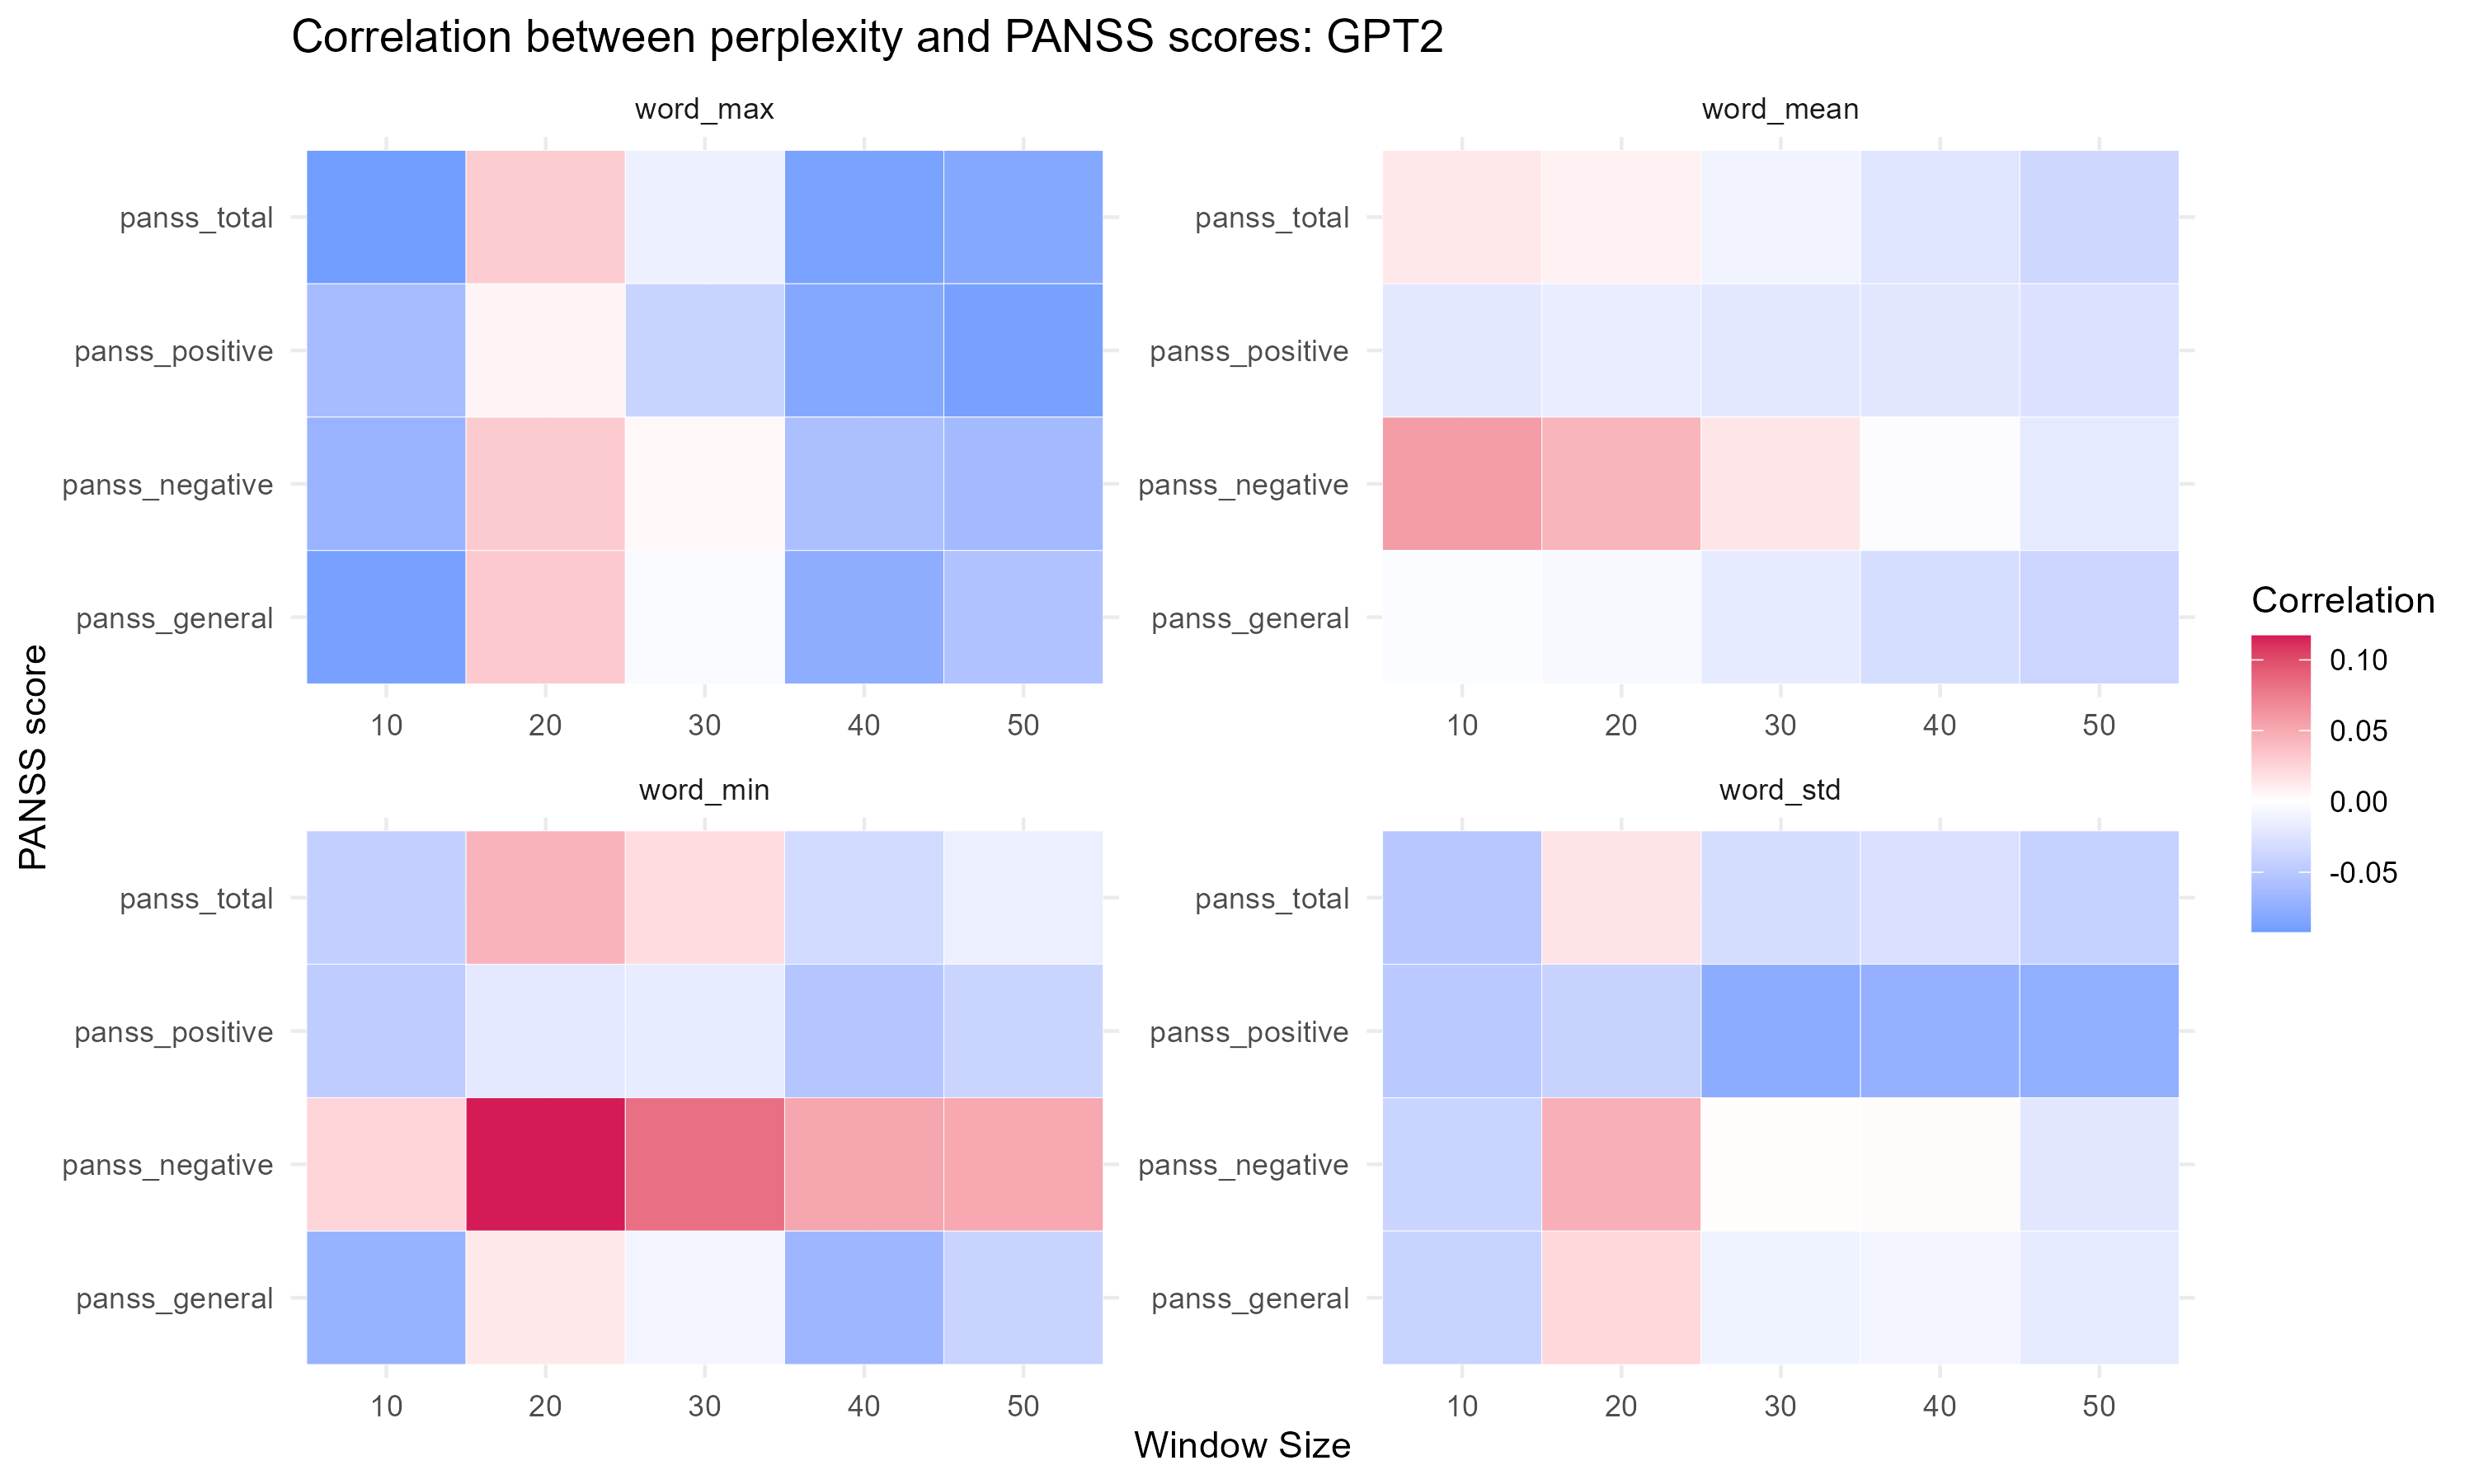 Correlation between perplexity and PANSS scores: GPT2
word_max
panss_total
panss_positive
panss_negative
panss_general
10 20 30 40 50
word_mean
panss_total
panss_positive
panss_negative
panss_general
10 20 30 40 50
word_min
panss_total
panss_positive
panss_negative
panss_general
10 20 30 40 50
word_std
panss_total
panss_positive
panss_negative
panss_general
10 20 30 40 50
PANSS score
Window Size
Correlation
0.10
0.05
0.00
-0.05